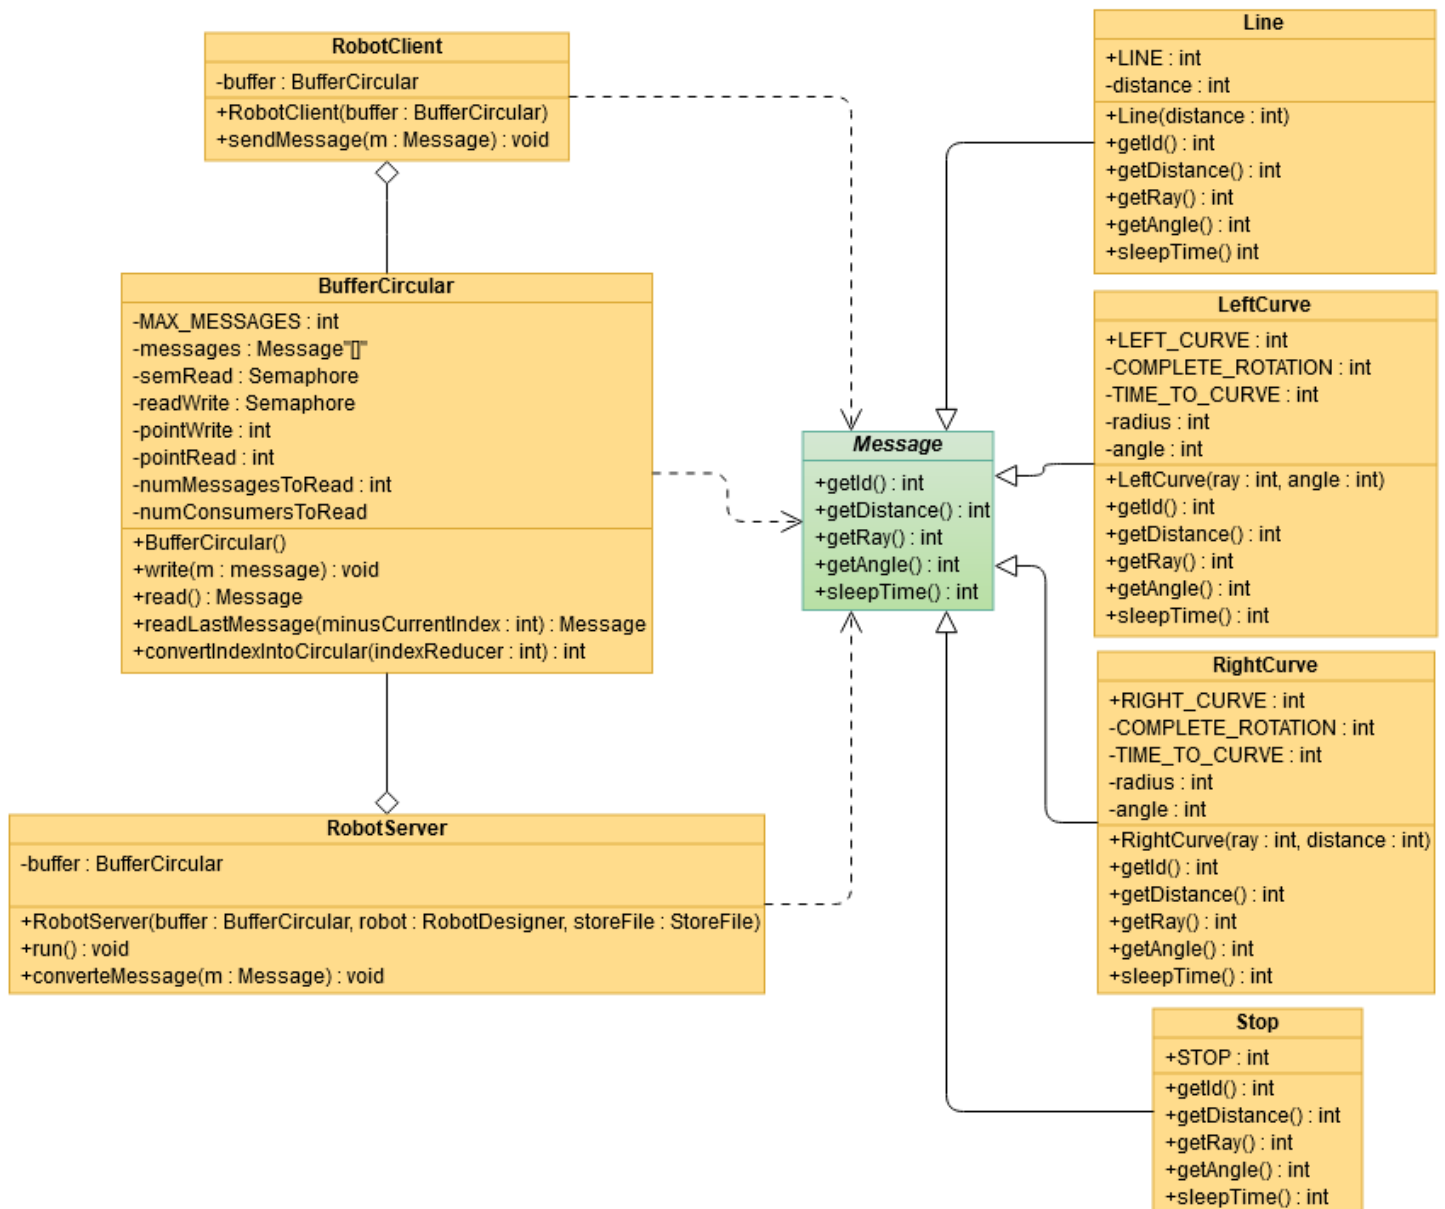 RobotClient
-buffer : BufferCircular
+RobotClient(buffer : BufferCircular)
+sendMessage(m : Message) : void
BufferCircular
-MAX_MESSAGES : int
-messages : Message"[]"
-semRead : Semaphore
-readWrite : Semaphore
-pointWrite : int
-pointRead : int
-numMessagesToRead : int
-numConsumersToRead
+BufferCircular()
+write(m : message) : void
+read() : Message
+readLastMessage(minusCurrentIndex : int) : Message
+convertIndexIntoCircular(indexReducer : int) : int
RobotServer
-buffer : BufferCircular
+RobotServer(buffer : BufferCircular, robot : RobotDesigner, storeFile : StoreFile)
+run() : void
+converteMessage(m : Message) : void
Message
+getId() : int
+getDistance() : int
+getRay() : int
+getAngle() : int
+sleepTime() : int
Line
+LINE : int
-distance : int
+Line(distance : int)
+getId() : int
+getDistance() : int
+getRay() : int
+getAngle() : int
+sleepTime() int
LeftCurve
+LEFT_CURVE : int
-COMPLETE_ROTATION : int
-TIME_TO_CURVE : int
-radius : int
-angle : int
+LeftCurve(ray : int, angle : int)
+getId() : int
+getDistance() : int
+getRay() : int
+getAngle() : int
+sleepTime() : int
RightCurve
+RIGHT_CURVE : int
-COMPLETE_ROTATION : int
-TIME_TO_CURVE : int
-radius : int
-angle : int
+RightCurve(ray : int, distance : int)
+getId() : int
+getDistance() : int
+getRay() : int
+getAngle() : int
+sleepTime() : int
Stop
+STOP : int
+getId() : int
+getDistance() : int
+getRay() : int
+getAngle() : int
+sleepTime() : int